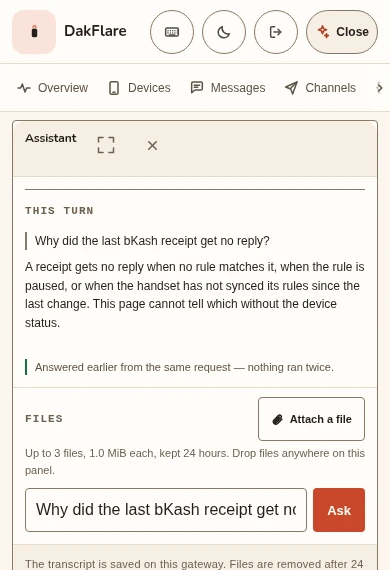 DakFlare
Close
Overview
Devices
Messages
Channels
Assistant
THIS TURN
Why did the last bKash receipt get no reply?
A receipt gets no reply when no rule matches it, when the rule is
paused, or when the handset has not synced its rules since the
last change. This page cannot tell which without the device
status.
Answered earlier from the same request — nothing ran twice.
FILES
Attach a file
Up to 3 files, 1.0 MiB each, kept 24 hours. Drop files anywhere on this
panel.
Why did the last bKash receipt get no
Ask
The transcript is saved on this gateway. Files are removed after 24